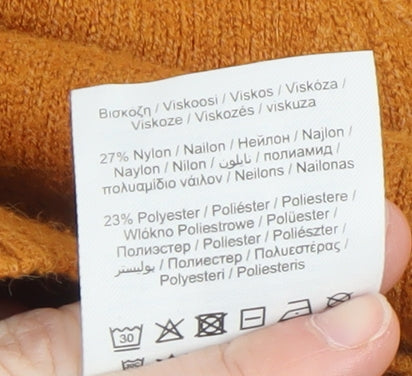 Βισκόζη / Viskoosi / Viskos / Viskóza /
Viskoze / Viskozės / viskuza
27% Nylon / Nailon / Нейлон / Najlon /
Naylon / Nilon / نايلون / полиамид /
πολυαμίδιο νάιλον / Neilons / Nailonas
23% Polyester / Poliéster / Poliestere /
Włókno Poliestrowe / Polüester /
Полиэстер / Poliester / Poliészter /
بوليستر / Полиестер / Πολυεστέρας /
Polyesteri / Poliesteris
30